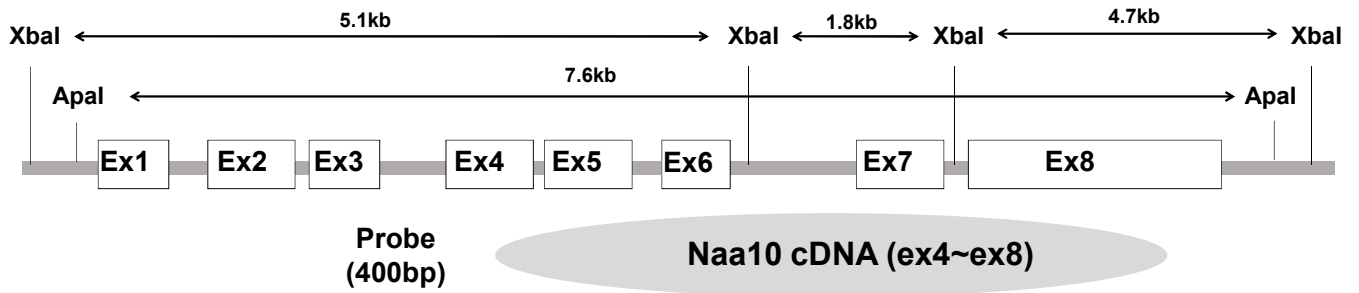 5.1kb 1.8kb 4.7kb
XbaI XbaI XbaI XbaI
7.6kb
ApaI ApaI
Ex1 Ex2 Ex3 Ex4 Ex5 Ex6 Ex7 Ex8
Probe
(400bp)
Naa10 cDNA (ex4~ex8)